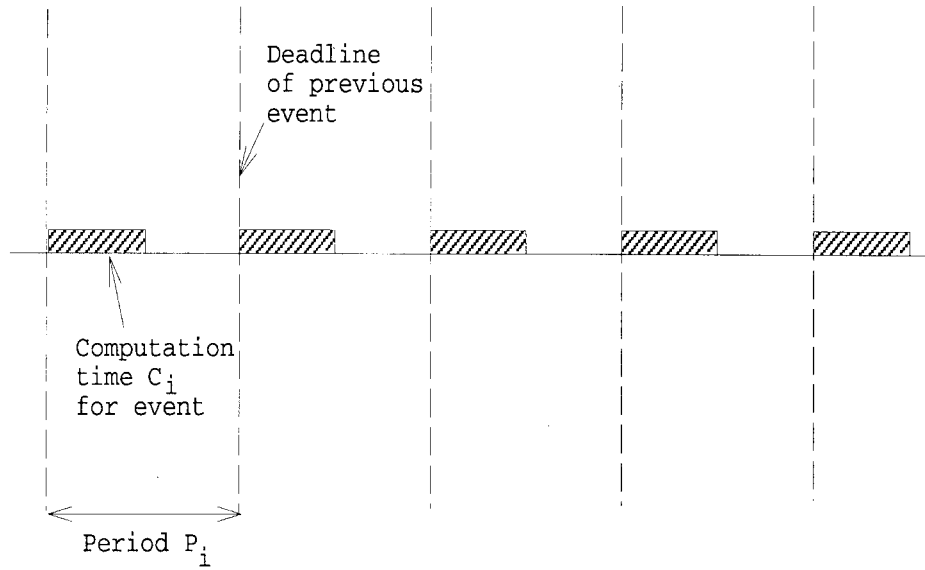 Deadline
of previous
event
Computation
time C_i
for event
Period P_i